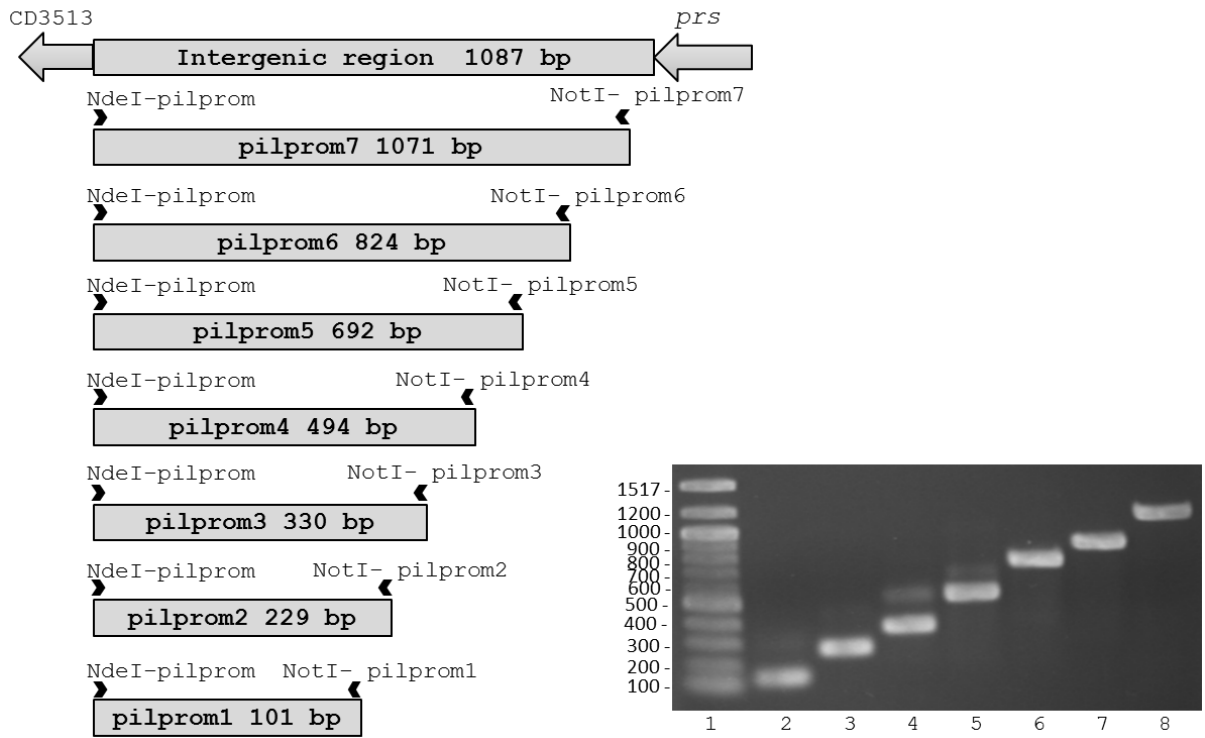 CD3513
prs
Intergenic region 1087 bp
NdeI-pilprom
NotI- pilprom7
pilprom7 1071 bp
NdeI-pilprom
NotI- pilprom6
pilprom6 824 bp
NdeI-pilprom
NotI- pilprom5
pilprom5 692 bp
NdeI-pilprom
NotI- pilprom4
pilprom4 494 bp
NdeI-pilprom
NotI- pilprom3
pilprom3 330 bp
NdeI-pilprom
NotI- pilprom2
pilprom2 229 bp
NdeI-pilprom
NotI- pilprom1
pilprom1 101 bp
1517 -
1200 -
1000 -
900 -
800 -
700 -
600 -
500 -
400 -
300 -
200 -
100 -
1 2 3 4 5 6 7 8